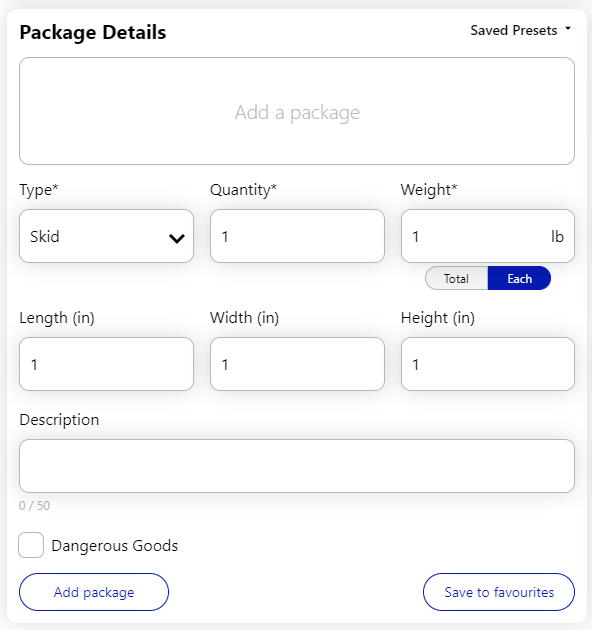 Package Details
Saved Presets
Add a package
Type* Quantity* Weight*
Skid 1 1 lb
Total Each
Length (in) Width (in) Height (in)
1 1 1
Description
0 / 50
Dangerous Goods
Add package Save to favourites